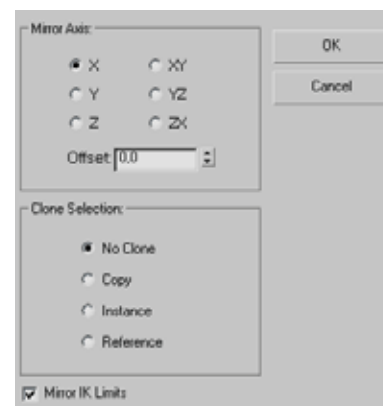 Mirror Axis:
X XY
Y YZ
Z ZX
Offset: 0,0
OK
Cancel
Clone Selection:
No Clone
Copy
Instance
Reference
Mirror IK Limits